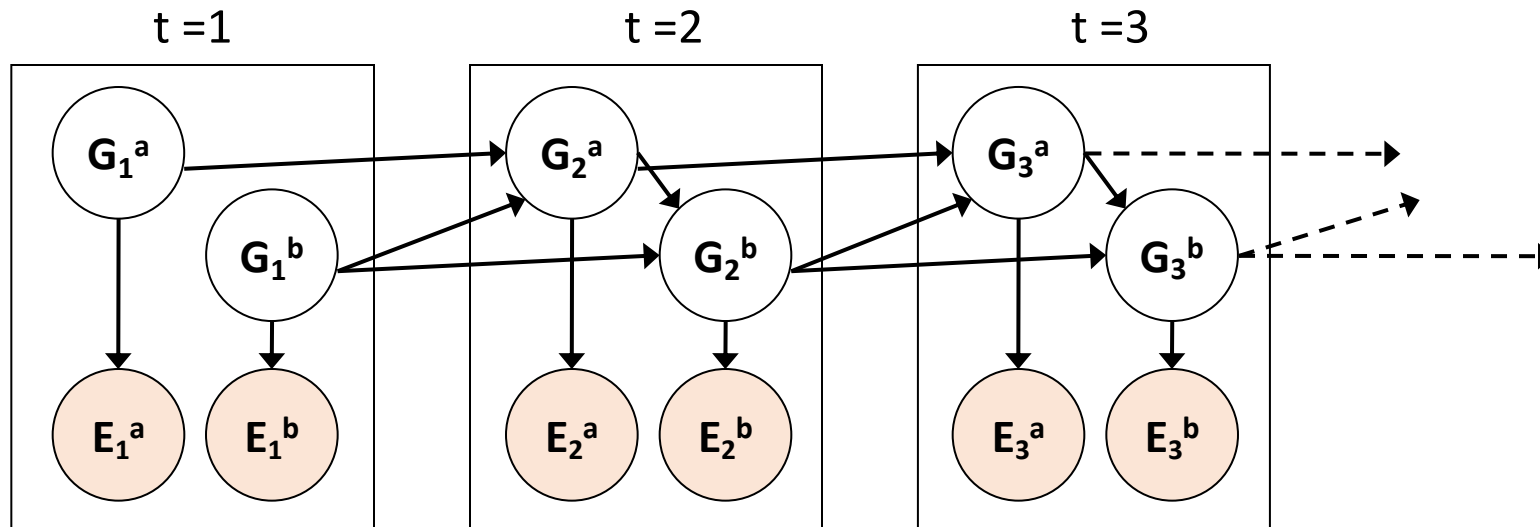 t =1 t =2 t =3
G₁ᵃ G₂ᵃ G₃ᵃ
G₁ᵇ G₂ᵇ G₃ᵇ
E₁ᵃ E₁ᵇ E₂ᵃ E₂ᵇ E₃ᵃ E₃ᵇ